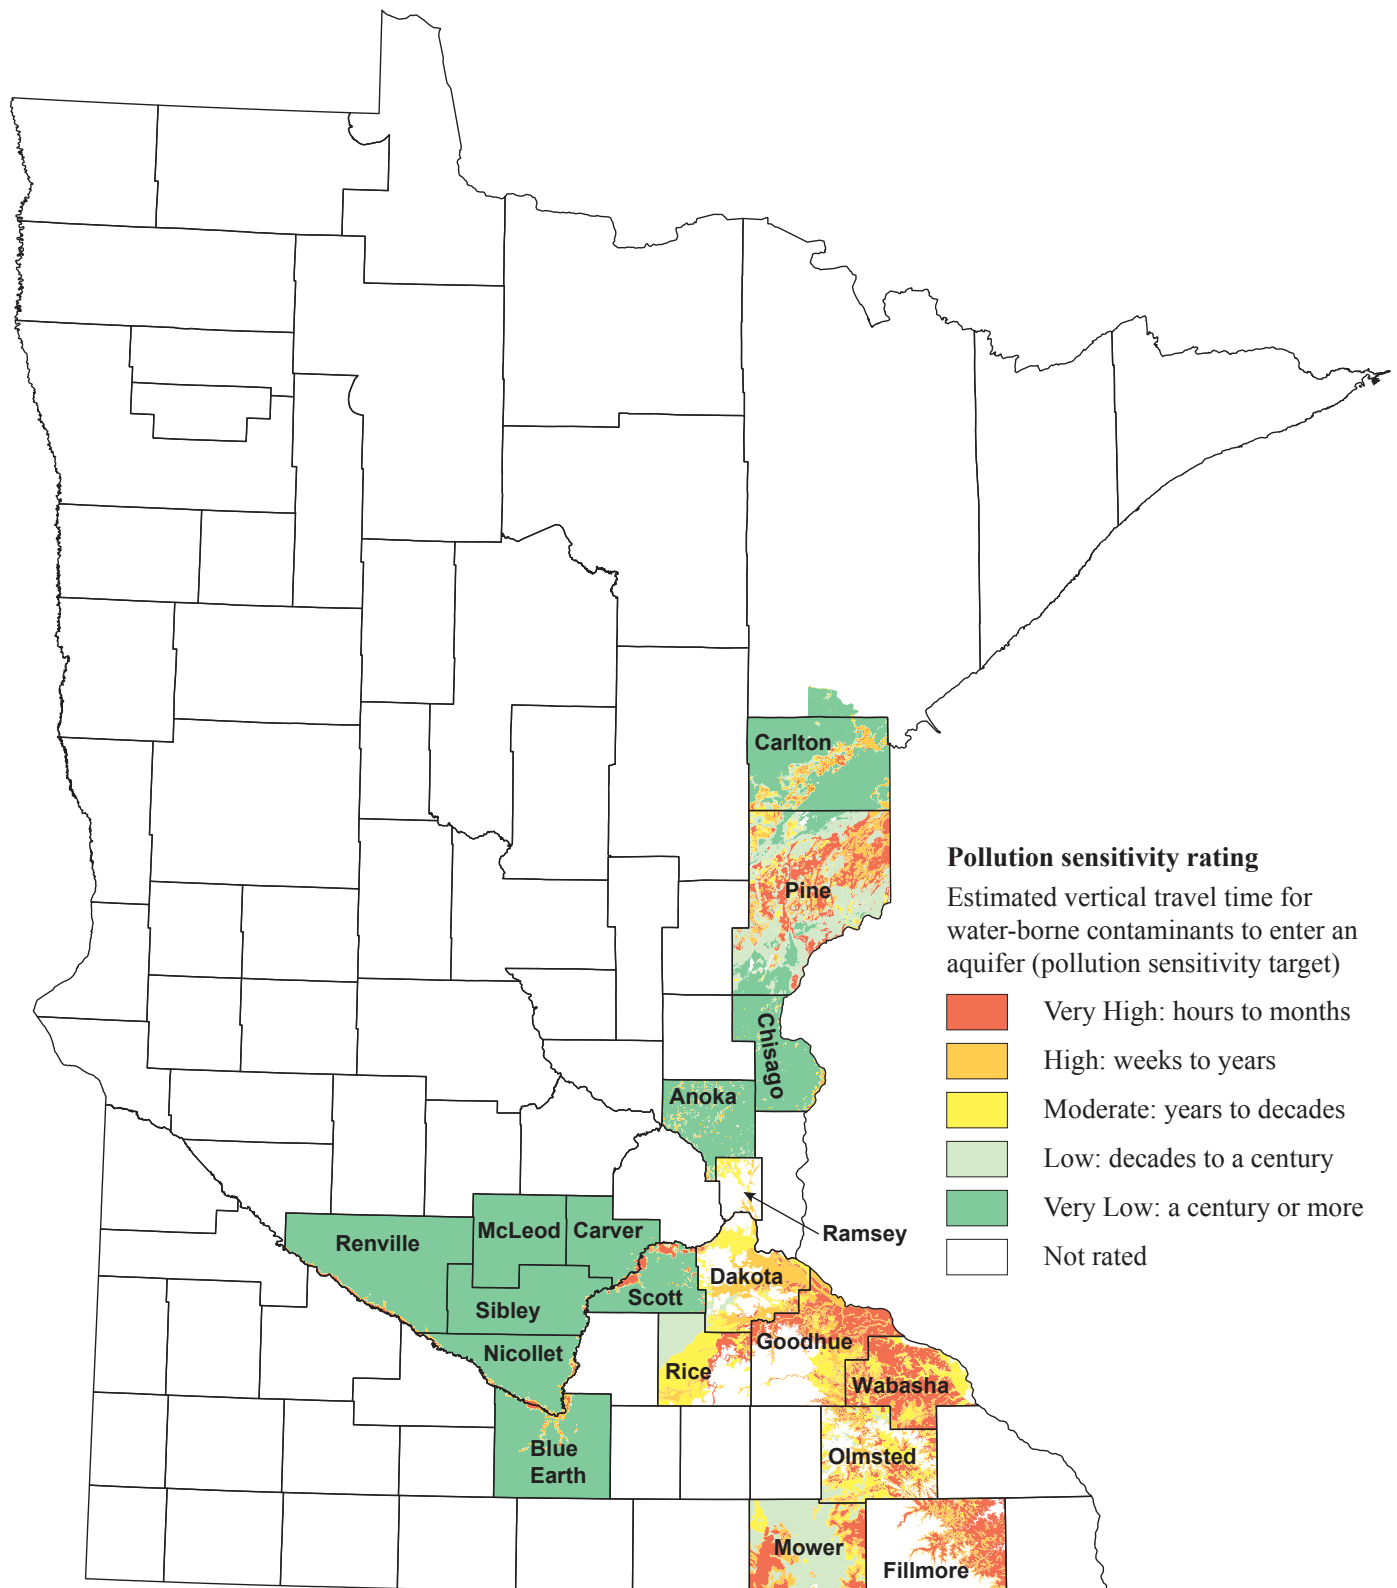 Carlton
Pine
Pollution sensitivity rating
Estimated vertical travel time for
water-borne contaminants to enter an
aquifer (pollution sensitivity target)
Very High: hours to months
High: weeks to years
Moderate: years to decades
Low: decades to a century
Very Low: a century or more
Not rated
Chisago
Anoka
Ramsey
McLeod
Carver
Renville
Dakota
Scott
Sibley
Goodhue
Nicollet
Rice
Wabasha
Blue
Earth
Olmsted
Mower
Fillmore